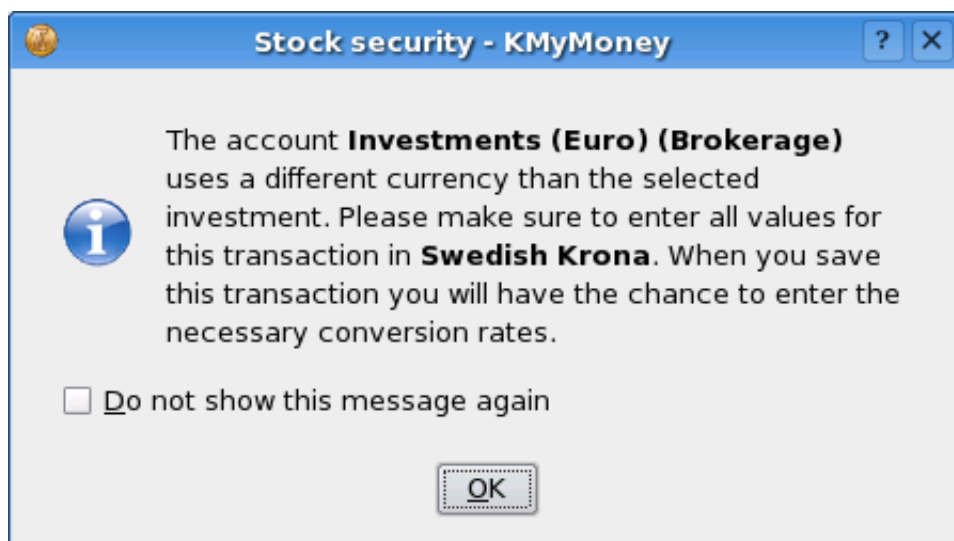 Stock security - KMyMoney
?
The account Investments (Euro) (Brokerage)
uses a different currency than the selected
investment. Please make sure to enter all values for
this transaction in Swedish Krona. When you save
this transaction you will have the chance to enter the
necessary conversion rates.
Do not show this message again
OK